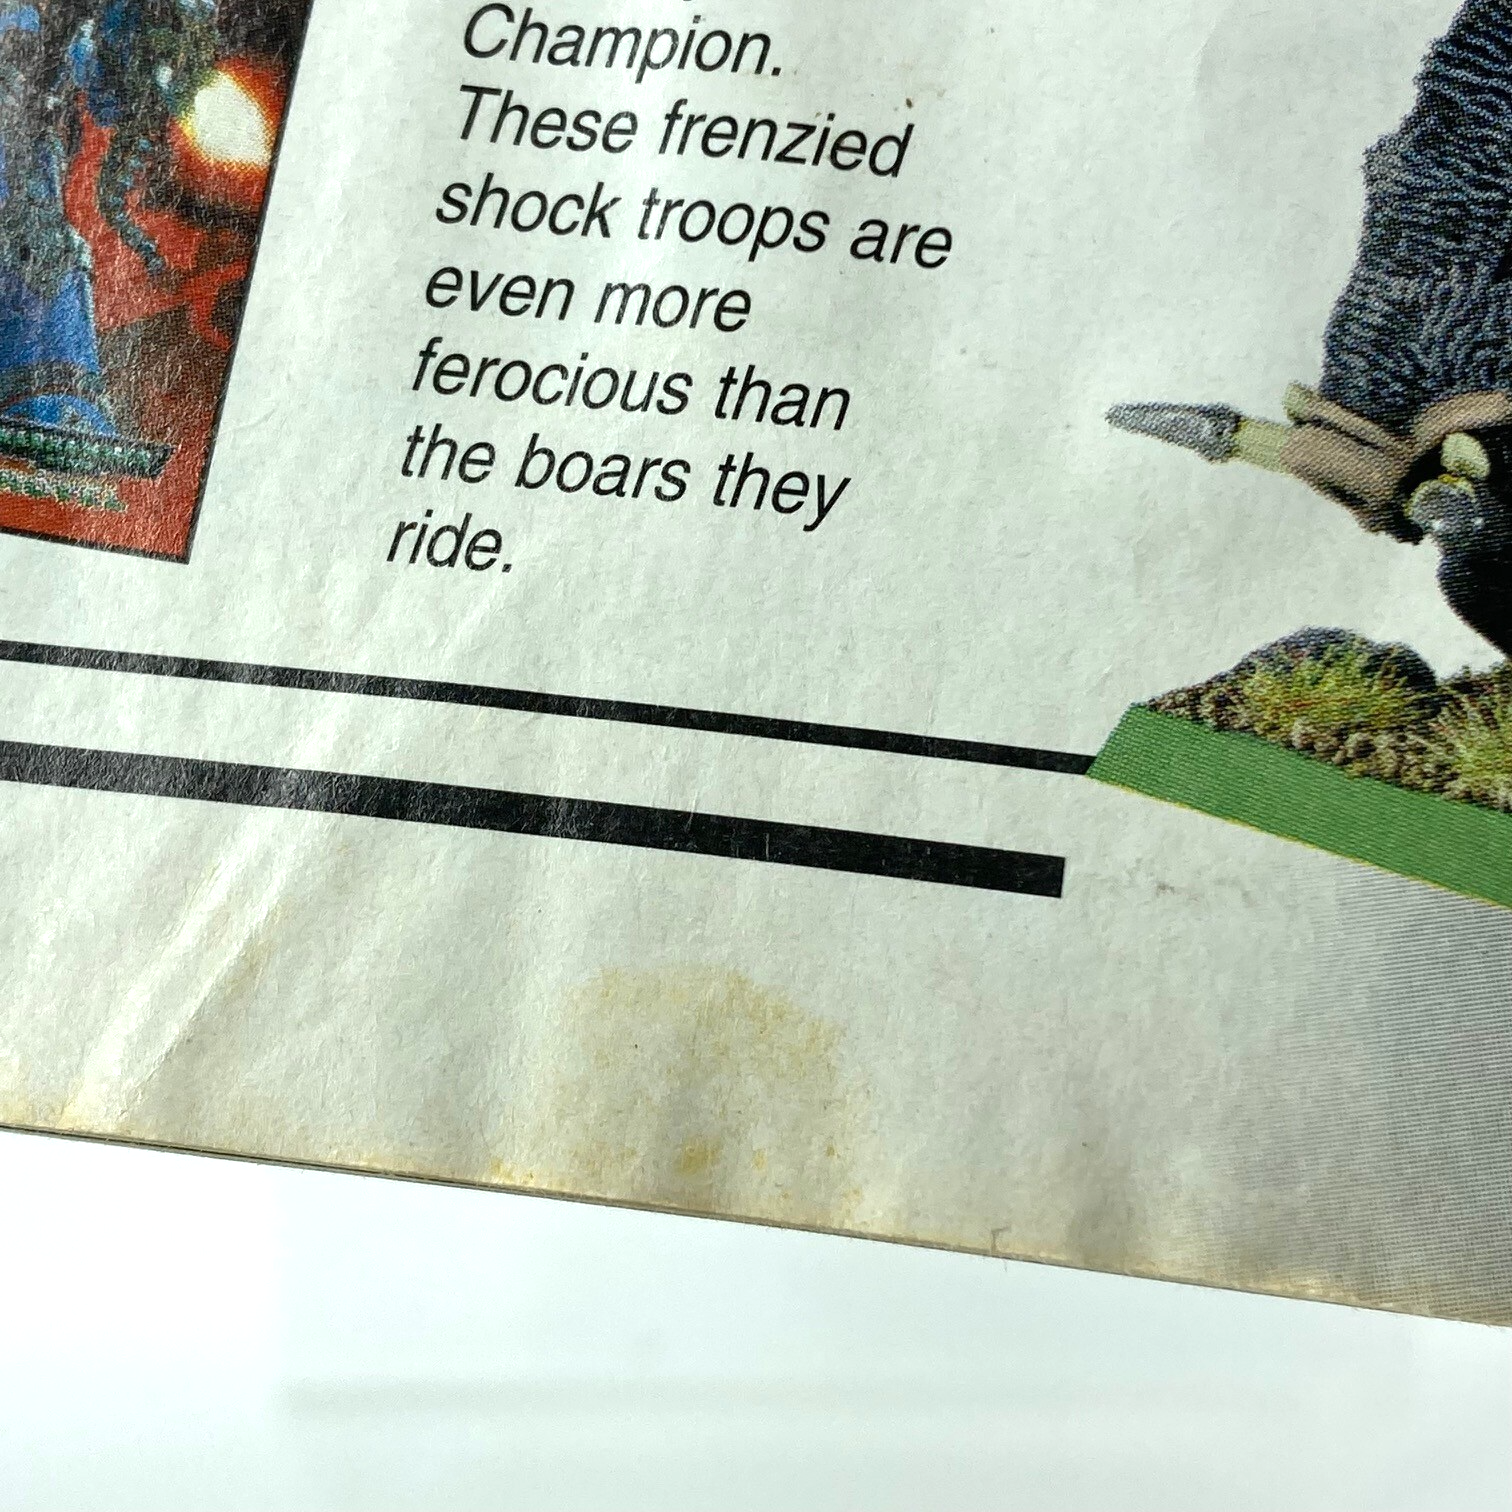 Champion.
These frenzied
shock troops are
even more
ferocious than
the boars they
ride.